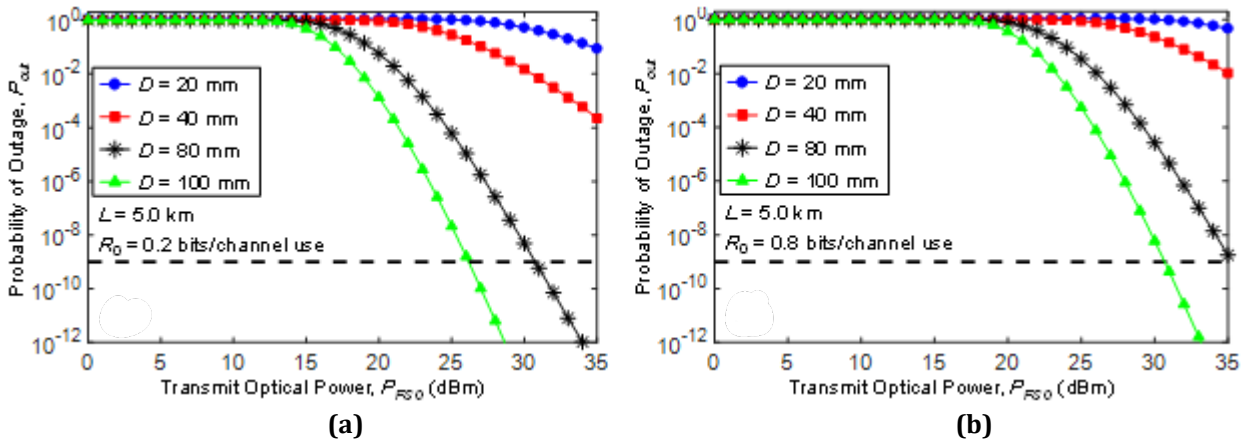 Probability of Outage, P_out
10^0
10^-2
10^-4
10^-6
10^-8
10^-10
10^-12
D = 20 mm
D = 40 mm
D = 80 mm
D = 100 mm
L = 5.0 km
R_0 = 0.2 bits/channel use
0 5 10 15 20 25 30 35
Transmit Optical Power, P_FSO (dBm)
(a)
Probability of Outage, P_out
10^0
10^-2
10^-4
10^-6
10^-8
10^-10
10^-12
D = 20 mm
D = 40 mm
D = 80 mm
D = 100 mm
L = 5.0 km
R_0 = 0.8 bits/channel use
0 5 10 15 20 25 30 35
Transmit Optical Power, P_FSO (dBm)
(b)